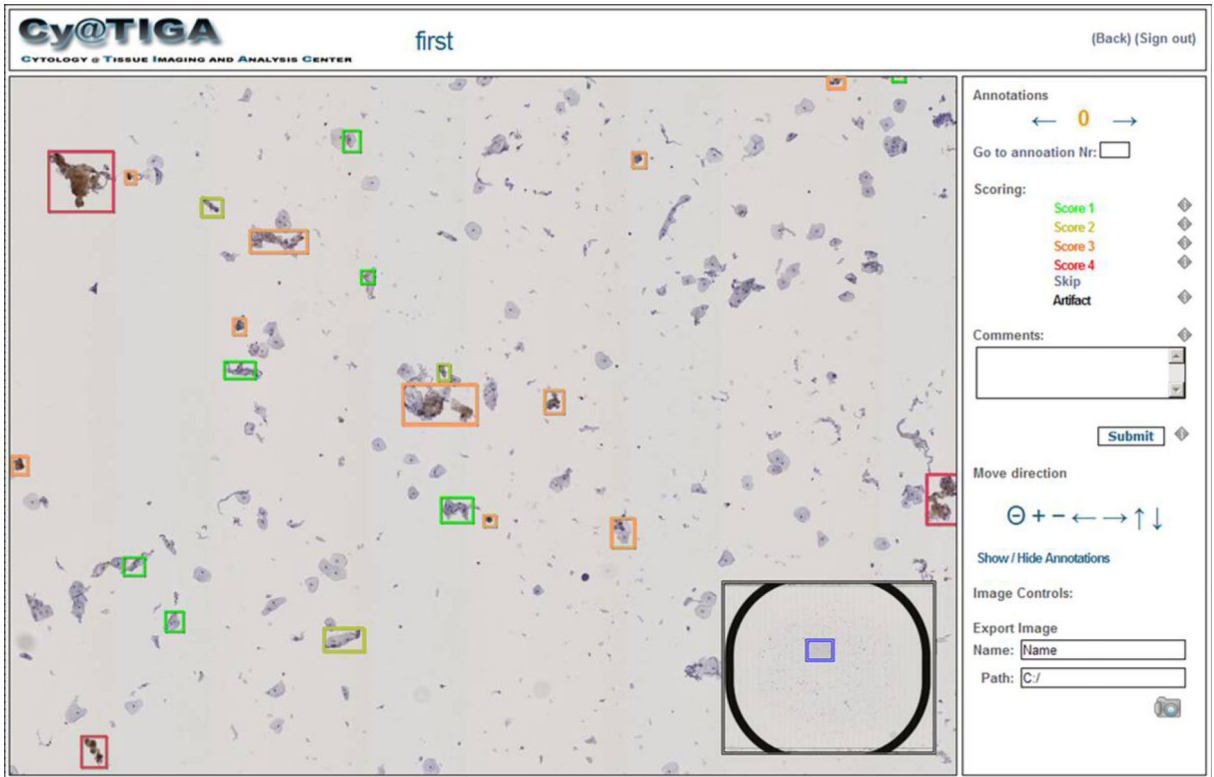 Cy@TIGA
CYTOLOGY @ TISSUE IMAGING AND ANALYSIS CENTER
first
(Back) (Sign out)
Annotations
← 0 →
Go to annoation Nr:
Scoring:
Score 1
Score 2
Score 3
Score 4
Skip
Artifact
Comments:
Submit
Move direction
+ − ← → ↑ ↓
Show / Hide Annotations
Image Controls:
Export Image
Name: Name
Path: C:/